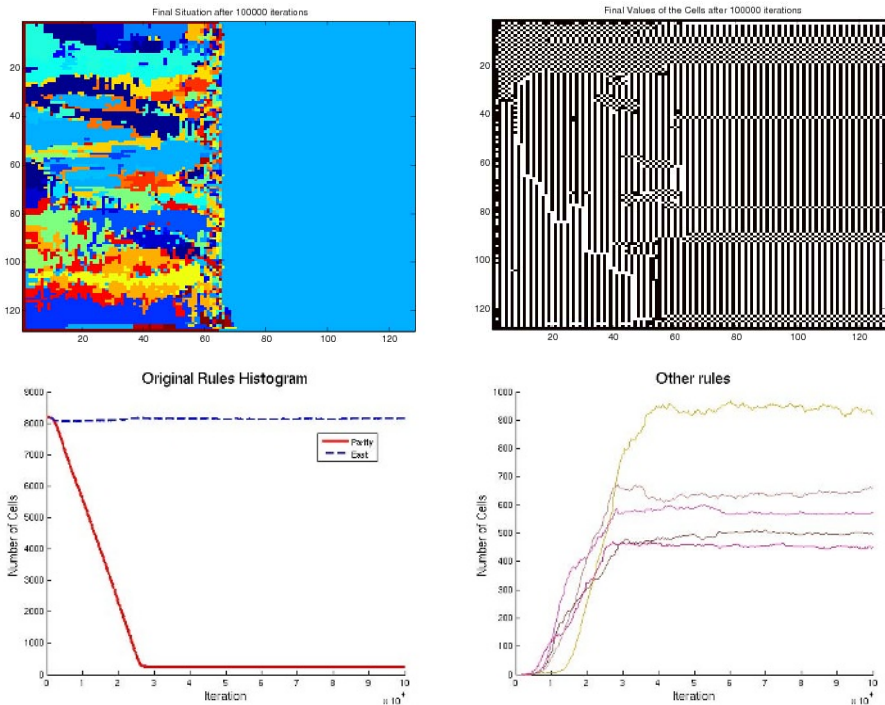 Final Situation after 100000 iterations
20
40
60
80
100
120
20 40 60 80 100 120
Final Values of the Cells after 100000 iterations
20
40
60
80
100
120
20 40 60 80 100 120
Original Rules Histogram
9000
8000
7000
6000
5000
4000
3000
2000
1000
0
Number of Cells
Parity
East
0 1 2 3 4 5 6 7 8 9 10
Iteration
× 10⁴
Other rules
1000
900
800
700
600
500
400
300
200
100
0
Number of Cells
0 1 2 3 4 5 6 7 8 9 10
Iteration
× 10⁴